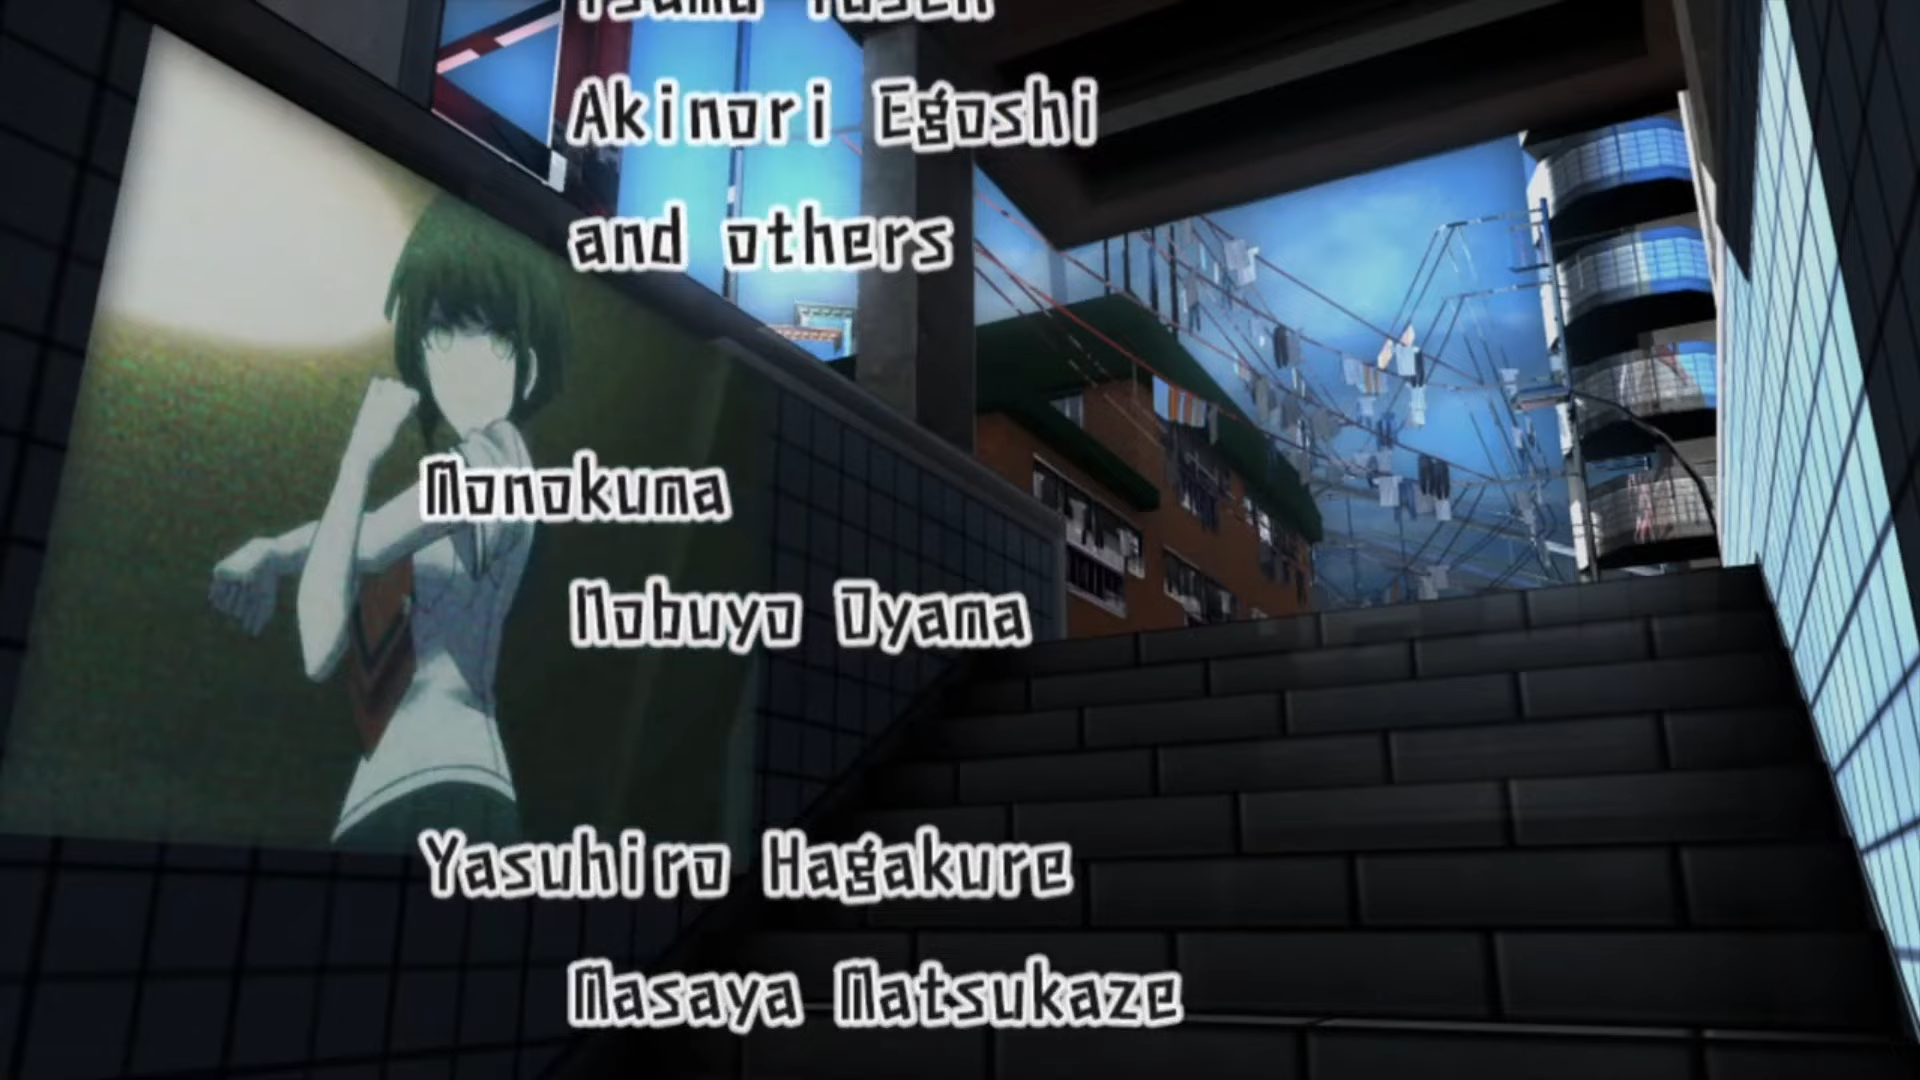 Akinori Egoshi
and others
Monokuma
Nobuyo Oyama
Yasuhiro Hagakure
Masaya Matsukaze